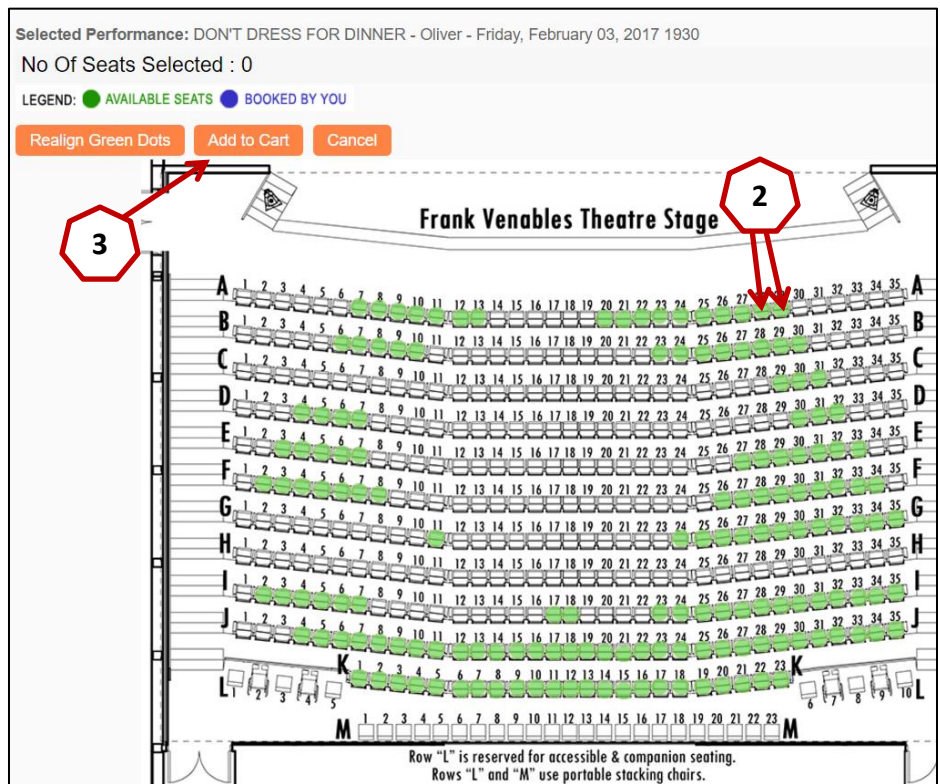 Selected Performance: DON'T DRESS FOR DINNER - Oliver - Friday, February 03, 2017 1930
No Of Seats Selected : 0
LEGEND: AVAILABLE SEATS BOOKED BY YOU
Realign Green Dots Add to Cart Cancel
2
3
Frank Venables Theatre Stage
A 1 2 3 4 5 6 7 8 9 10 11 12 13 14 15 16 17 18 19 20 21 22 23 24 25 26 27 30 31 32 33 34 35 A
B 1 2 3 4 5 6 7 8 9 10 11 12 13 14 15 16 17 18 19 20 21 22 23 24 25 26 27 28 29 30 31 32 33 34 35 B
C 1 2 3 4 5 6 7 8 9 10 11 12 13 14 15 16 17 18 19 20 21 22 23 24 25 26 27 28 29 30 31 32 33 34 35 C
D 1 2 3 4 5 6 7 8 9 10 11 12 13 14 15 16 17 18 19 20 21 22 23 24 25 26 27 28 29 30 31 32 33 34 35 D
E 1 2 3 4 5 6 7 8 9 10 11 12 13 14 15 16 17 18 19 20 21 22 23 24 25 26 27 28 29 30 31 32 33 34 35 E
F 1 2 3 4 5 6 7 8 9 10 11 12 13 14 15 16 17 18 19 20 21 22 23 24 25 26 27 28 29 30 31 32 33 34 35 F
G 1 2 3 4 5 6 7 8 9 10 11 12 13 14 15 16 17 18 19 20 21 22 23 24 25 26 27 28 29 30 31 32 33 34 35 G
H 1 2 3 4 5 6 7 8 9 10 11 12 13 14 15 16 17 18 19 20 21 22 23 24 25 26 27 28 29 30 31 32 33 34 35 H
I 1 2 3 4 5 6 7 8 9 10 11 12 13 14 15 16 17 18 19 20 21 22 23 24 25 26 27 28 29 30 31 32 33 34 35 I
J 1 2 3 4 5 6 7 8 9 10 11 12 13 14 15 16 17 18 19 20 21 22 23 24 25 26 27 28 29 30 31 32 33 34 35 J
K 1 2 3 4 5 6 7 8 9 10 11 12 13 14 15 16 17 18 19 20 21 22 23 K
L 1 2 3 4 5 6 7 8 9 10 L
M 1 2 3 4 5 6 7 8 9 10 11 12 13 14 15 16 17 18 19 20 21 22 23 M
Row “L” is reserved for accessible & companion seating.
Rows “L” and “M” use portable stacking chairs.